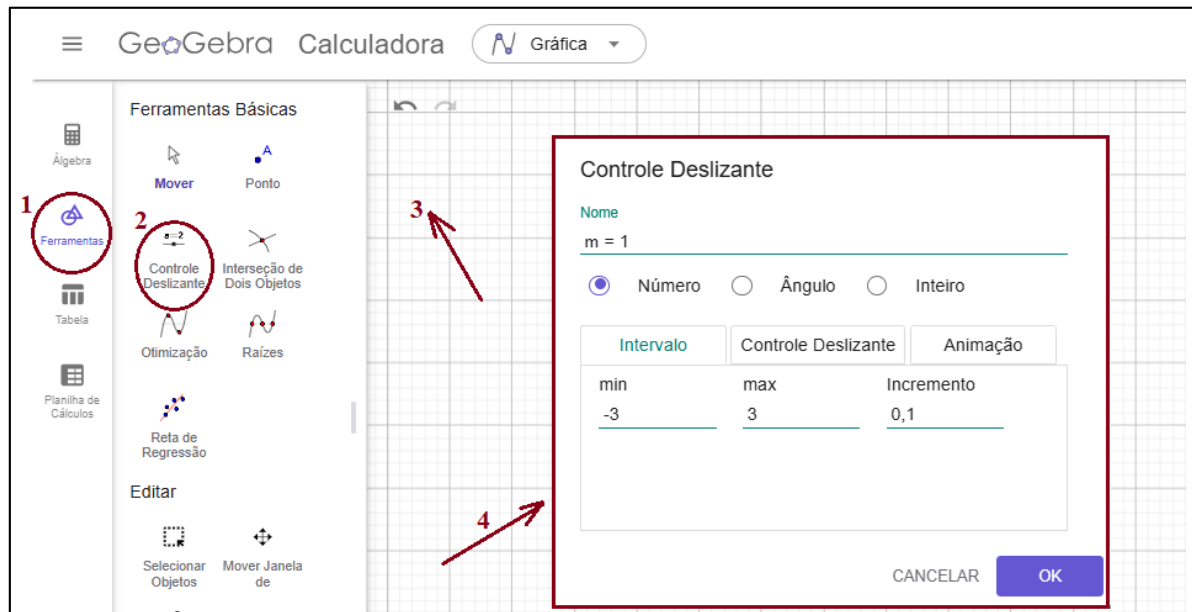 GeoGebra Calculadora Gráfica
Álgebra
1
Ferramentas
Tabela
Planilha de
Cálculos
Ferramentas Básicas
Mover
A
Ponto
2
a=2
Controle
Deslizante
Interseção de
Dois Objetos
Otimização
Raízes
Reta de
Regressão
Editar
Selecionar
Objetos
Mover Janela
de
3
4
Controle Deslizante
Nome
m = 1
Número Ângulo Inteiro
Intervalo Controle Deslizante Animação
min max Incremento
-3 3 0,1
CANCELAR OK